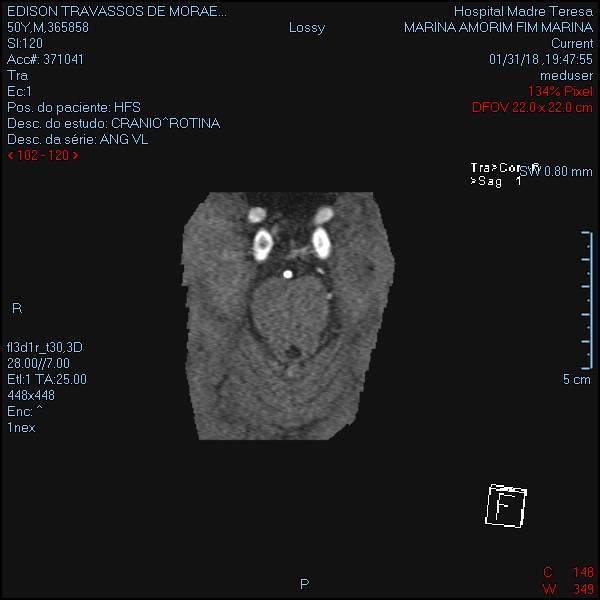 EDISON TRAVASSOS DE MORAE...
50Y,M,365858
Sl:120
Acc#: 371041
Tra
Ec:1
Pos. do paciente: HFS
Desc. do estudo: CRANIO^ROTINA
Desc. da série: ANG VL
< 102 - 120 >
Lossy
Hospital Madre Teresa
MARINA AMORIM FIM MARINA
Current
01/31/18 ,19:47:55
meduser
134% Pixel
DFOV 22.0 x 22.0 cm
Tra>Cor
SW 0.80 mm
>Sag 1
R
fl3d1r_t30,3D
28.00//7.00
Etl:1 TA:25.00
448x448
Enc: ^
1nex
5 cm
F
P
C 148
W 349